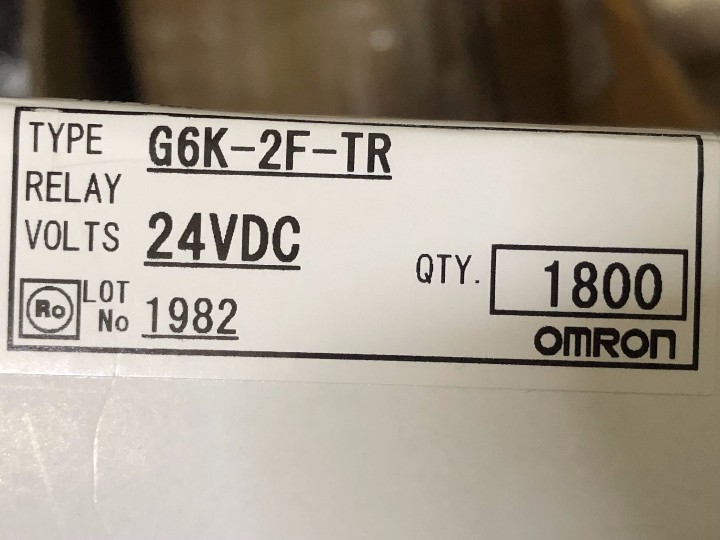 TYPE G6K-2F-TR
RELAY
VOLTS 24VDC
QTY. 1800
Ro LOT No 1982
OMRON